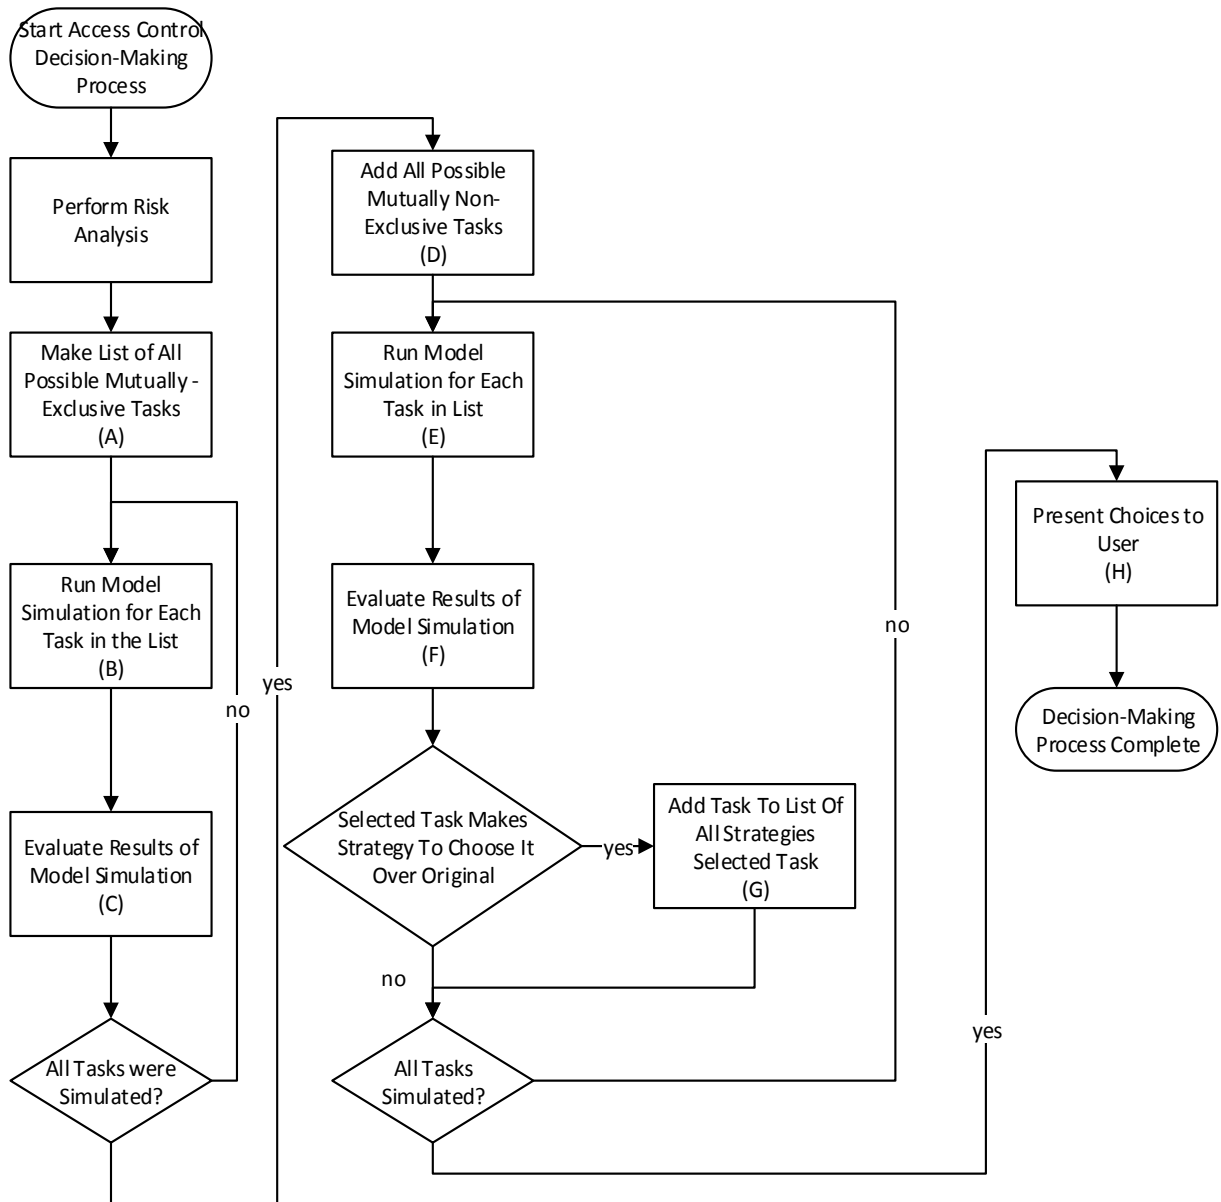 Start Access Control
Decision-Making
Process
Perform Risk
Analysis
Make List of All
Possible Mutually -
Exclusive Tasks
(A)
Run Model
Simulation for Each
Task in the List
(B)
Evaluate Results of
Model Simulation
(C)
All Tasks were
Simulated?
no
yes
Add All Possible
Mutually Non-
Exclusive Tasks
(D)
Run Model
Simulation for Each
Task in List
(E)
Evaluate Results of
Model Simulation
(F)
Selected Task Makes
Strategy To Choose It
Over Original
yes
Add Task To List Of
All Strategies
Selected Task
(G)
no
All Tasks
Simulated?
no
yes
Present Choices to
User
(H)
Decision-Making
Process Complete